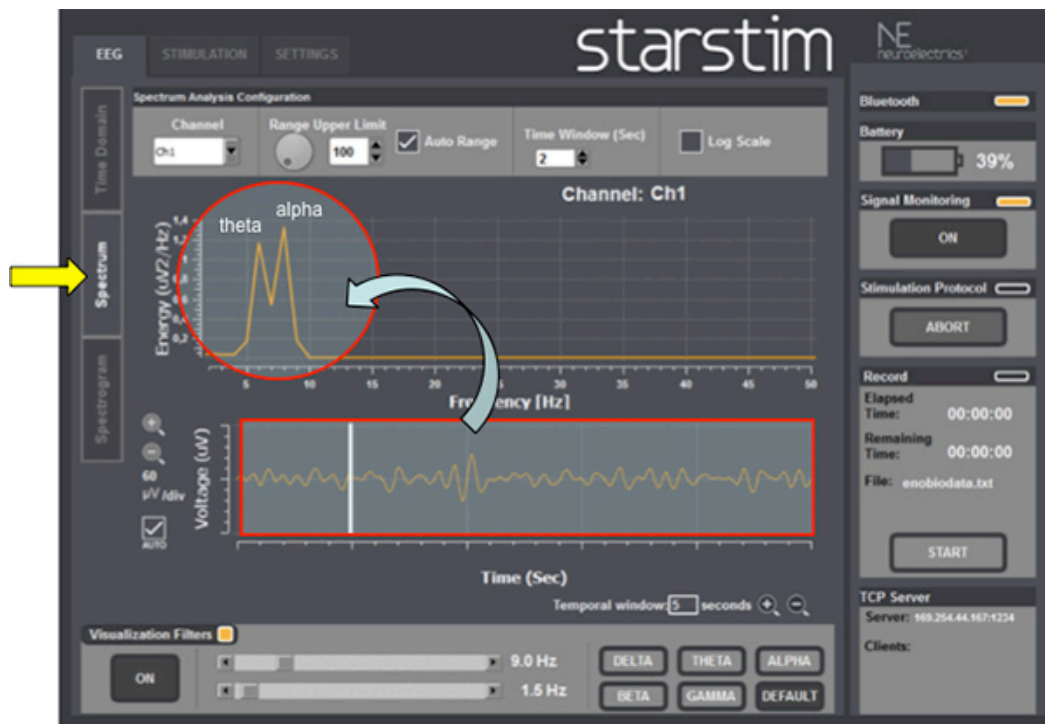 starstim
NE
neuroelectrics
EEG
STIMULATION
SETTINGS
Time Domain
Spectrum
Spectrogram
Spectrum Analysis Configuration
Channel
Ch1
Range Upper Limit
100
Auto Range
Time Window (Sec)
2
Log Scale
Channel: Ch1
theta
alpha
Energy (uV2/Hz)
1,4
1,2
1
0,4
0,2
5
10
15
20
30
35
40
45
50
Frequency [Hz]
60
μV /div
AUTO
Voltage (uV)
Time (Sec)
Temporal window: 5 seconds
Visualization Filters
ON
9.0 Hz
1.5 Hz
DELTA
THETA
ALPHA
BETA
GAMMA
DEFAULT
Bluetooth
Battery
39%
Signal Monitoring
ON
Stimulation Protocol
ABORT
Record
Elapsed
Time: 00:00:00
Remaining
Time: 00:00:00
File: enobiodata.txt
START
TCP Server
Server: 169.254.44.167:1234
Clients: